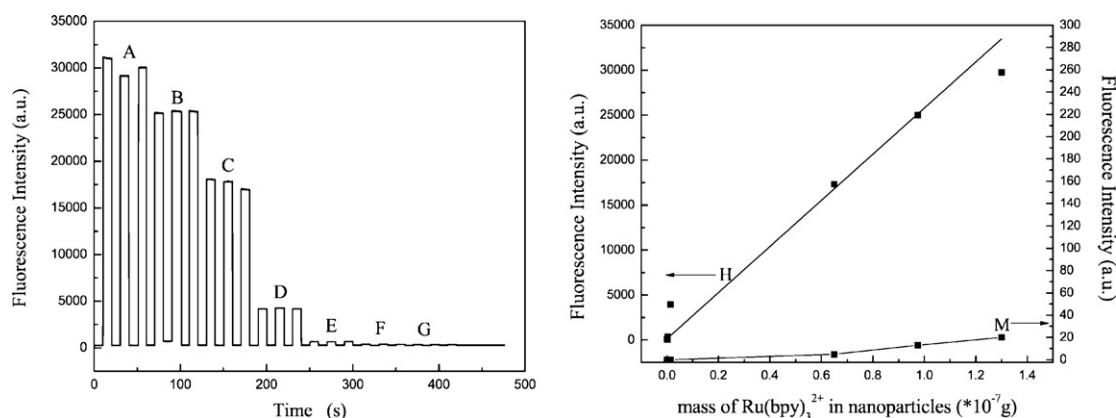 35000
30000
25000
20000
15000
10000
5000
0
Fluorescence Intensity (a.u.)
A
B
C
D
E
F
G
0 100 200 300 400 500
Time (s)
35000
30000
25000
20000
15000
10000
5000
0
Fluorescence Intensity (a.u.)
H
M
300
280
260
240
220
200
180
160
140
120
100
80
60
40
20
0
Fluorescence Intensity (a.u.)
0.0 0.2 0.4 0.6 0.8 1.0 1.2 1.4
mass of Ru(bpy)₃²⁺ in nanoparticles (*10⁻⁷g)